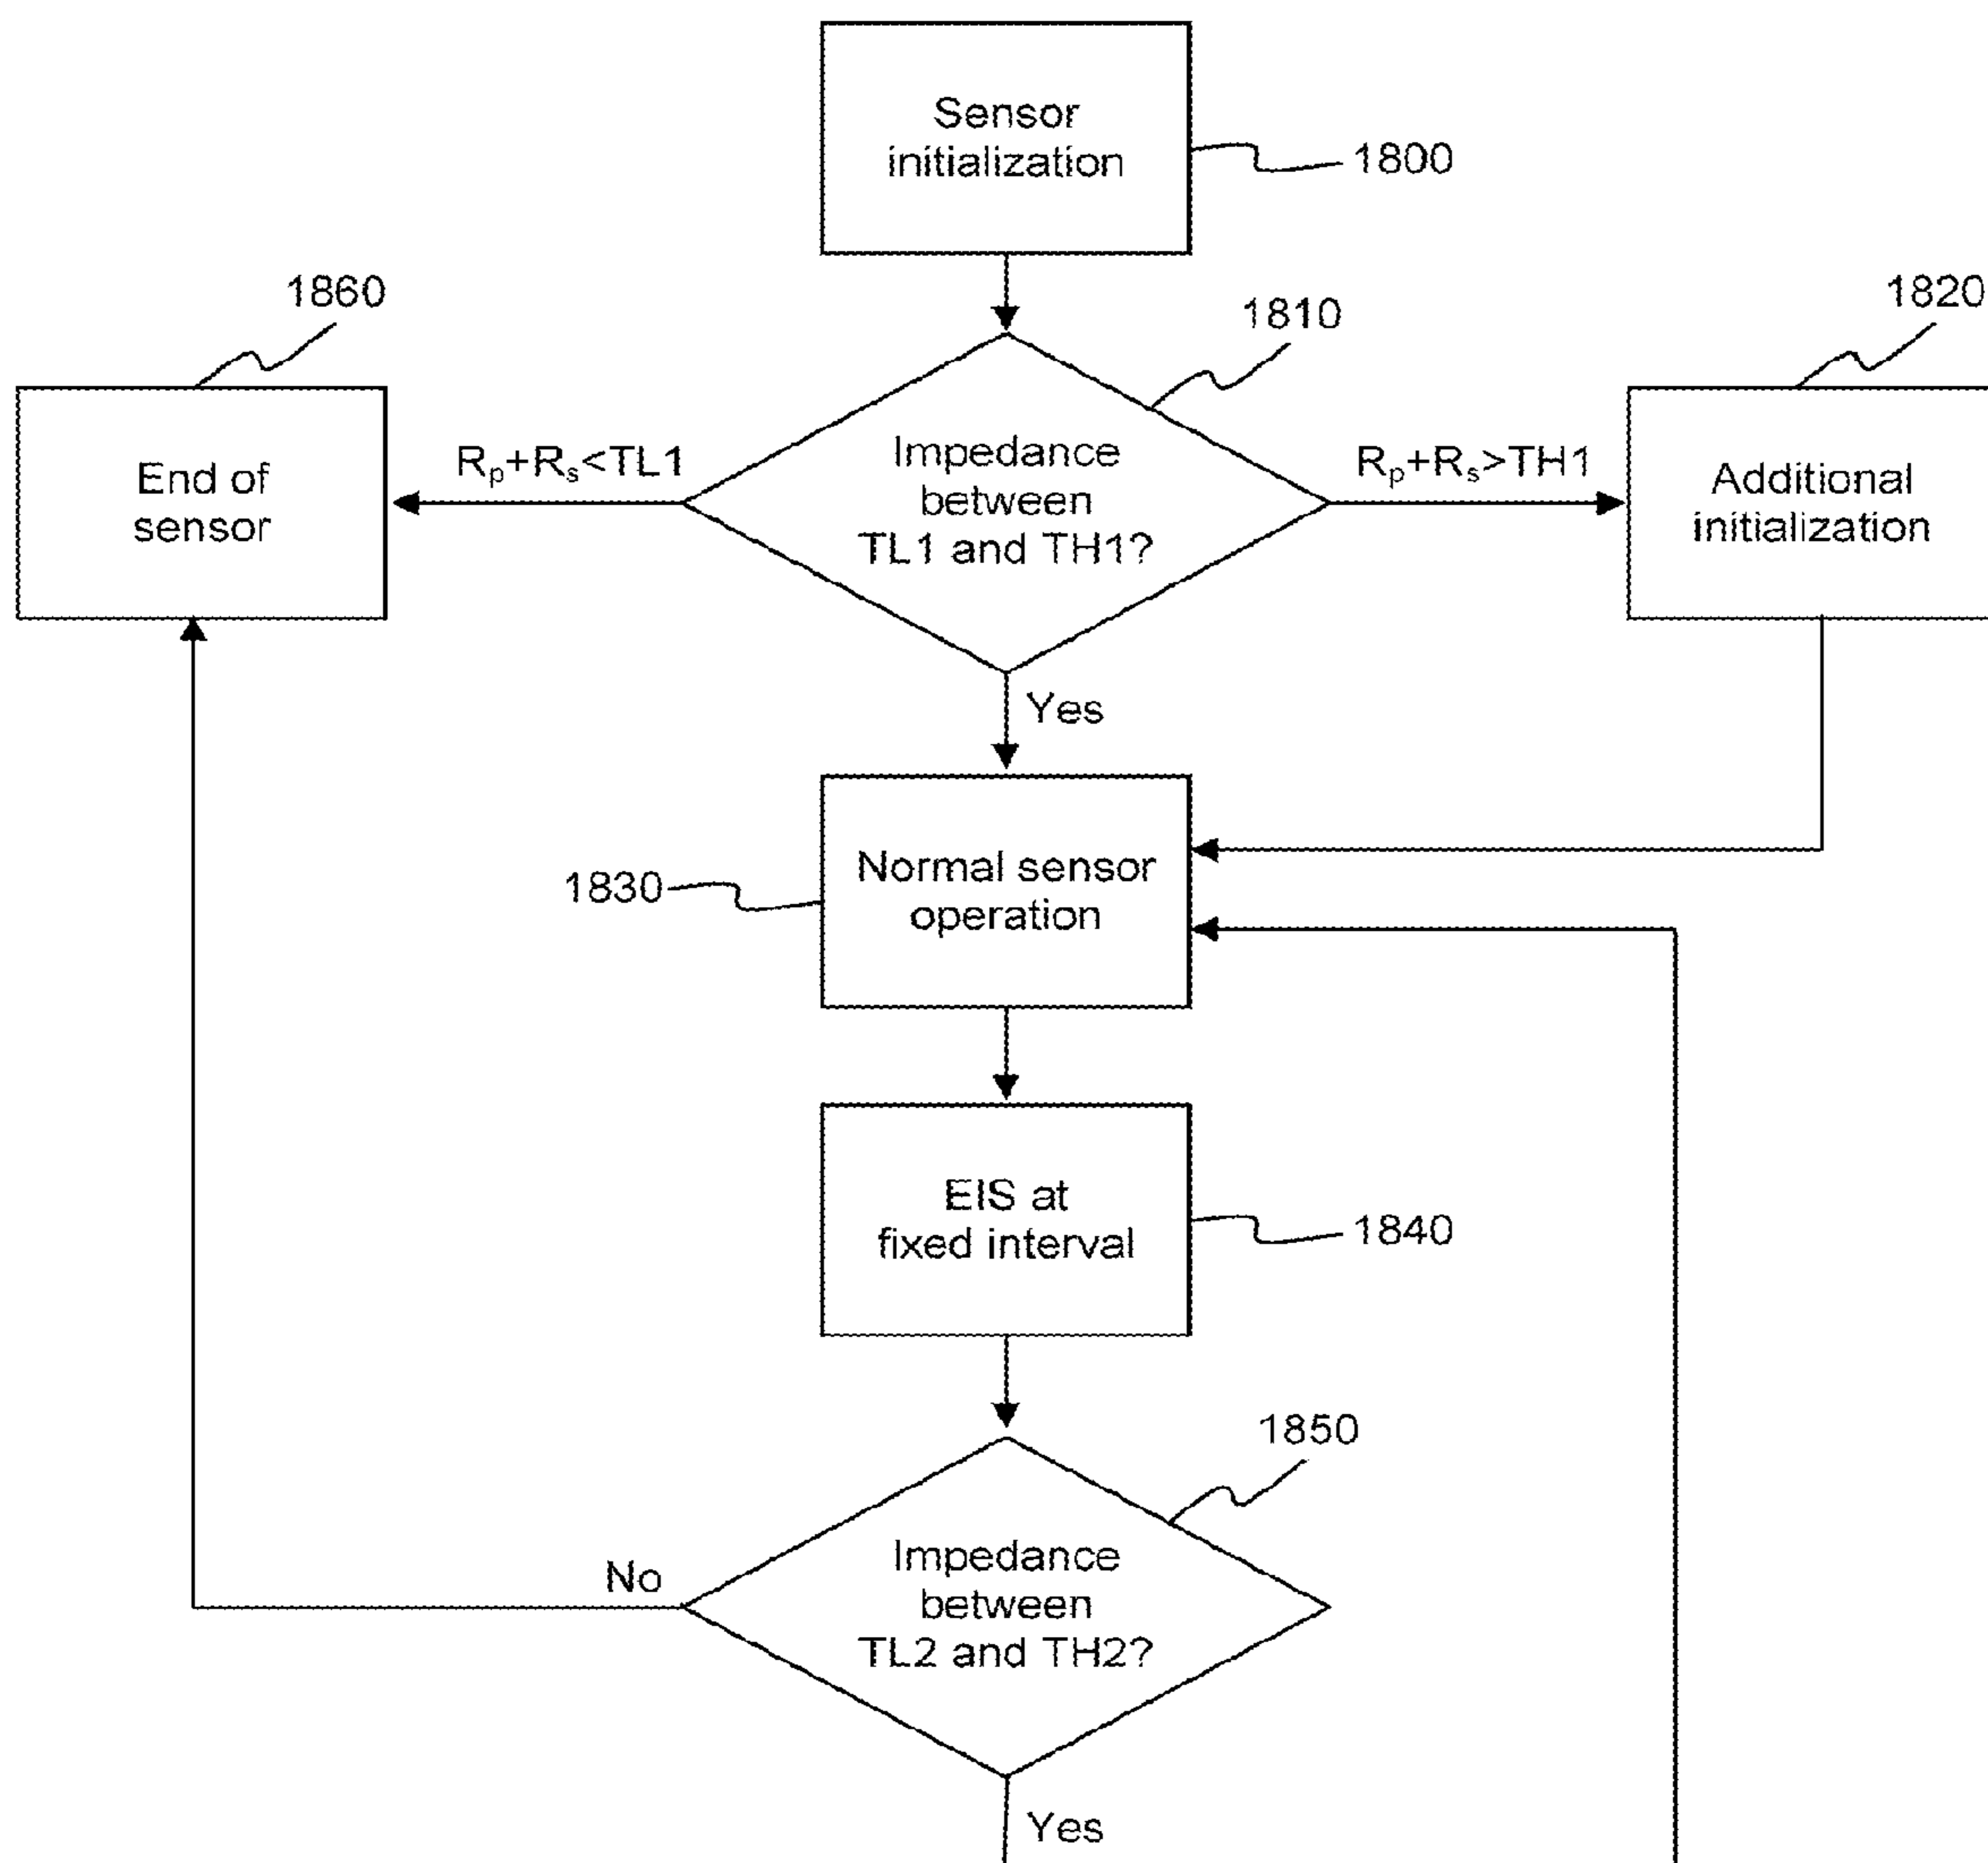 Sensor
initialization
1800
1860
1810
1820
End of
sensor
Rp+Rs<TL1
Impedance
between
TL1 and TH1?
Rp+Rs>TH1
Additional
initialization
Yes
1830
Normal sensor
operation
EIS at
fixed interval
1840
1850
No
Impedance
between
TL2 and TH2?
Yes